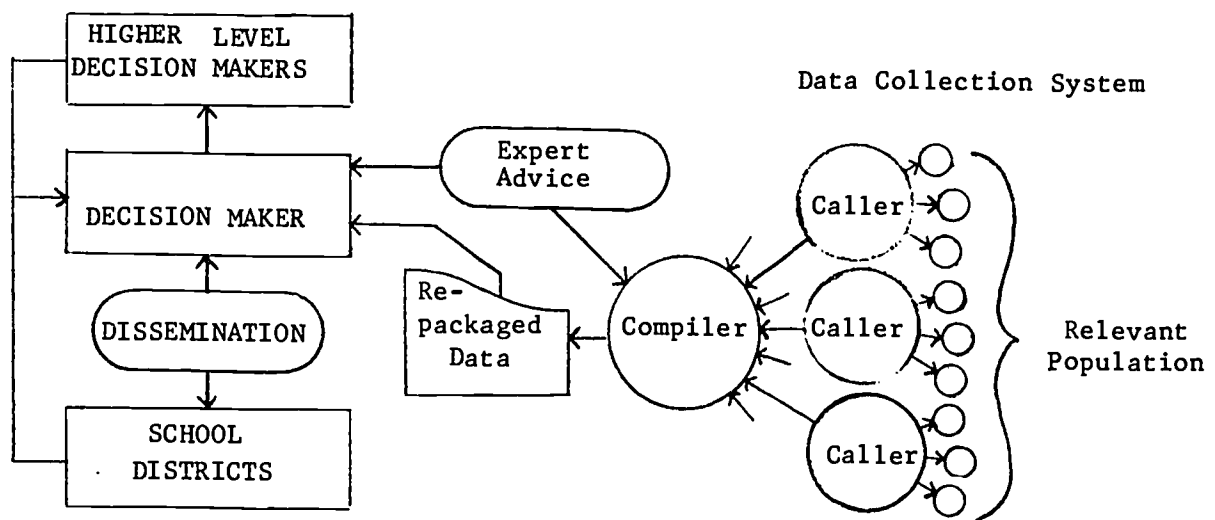 HIGHER LEVEL
DECISION MAKERS
Data Collection System
Expert
Advice
DECISION MAKER
Caller
Re-
packaged
Data
Compiler
Caller
DISSEMINATION
Relevant
Population
SCHOOL
DISTRICTS
Caller